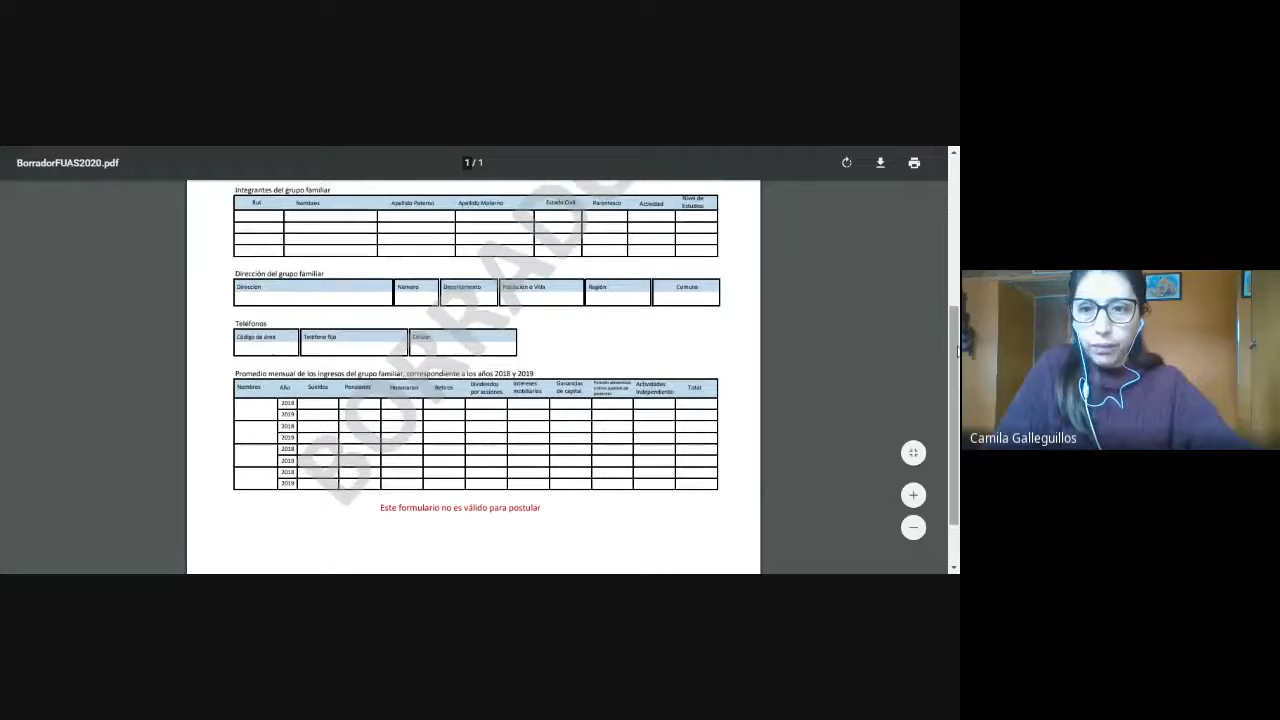 BorradorFUAS2020.pdf
1 / 1
Integrantes del grupo familiar
Rut Nombres Apellido Paterno Apellido Materno Estado Civil Parentesco Actividad Nivel de Estudios
Dirección del grupo familiar
Dirección Número Departamento Población o Villa Región Comuna
Teléfonos
Código de área Teléfono fijo Celular
Promedio mensual de los ingresos del grupo familiar, correspondiente a los años 2018 y 2019
Nombres Año Sueldos Pensiones Honorarios Retiros Dividendos por acciones Intereses mobiliarios Ganancias de capital Actividades Independiente Total
2018
2019
2018
2019
2018
2019
2018
2019
Este formulario no es válido para postular
BORRADO
Camila Galleguillos